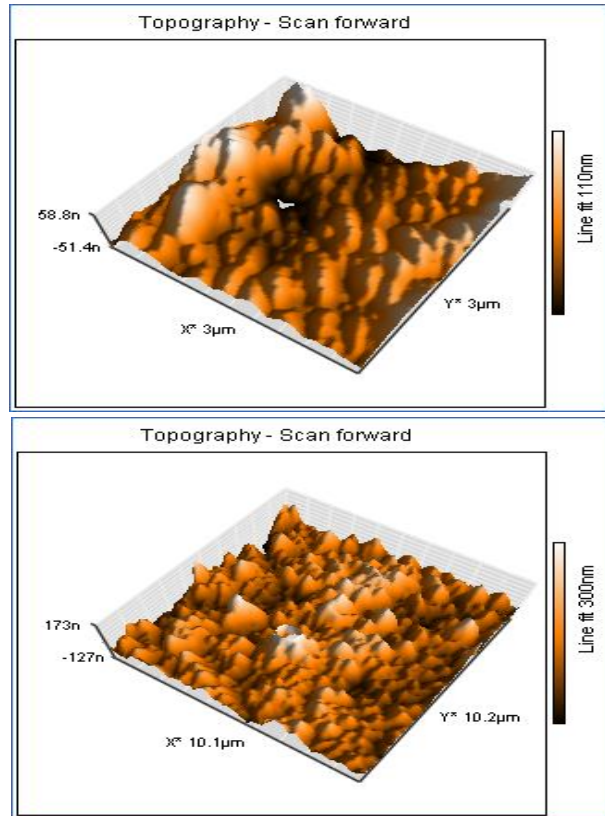 Topography - Scan forward
58.8n
-51.4n
X* 3µm
Y* 3µm
Line fit 110nm
Topography - Scan forward
173n
-127n
X* 10.1µm
Y* 10.2µm
Line fit 300nm